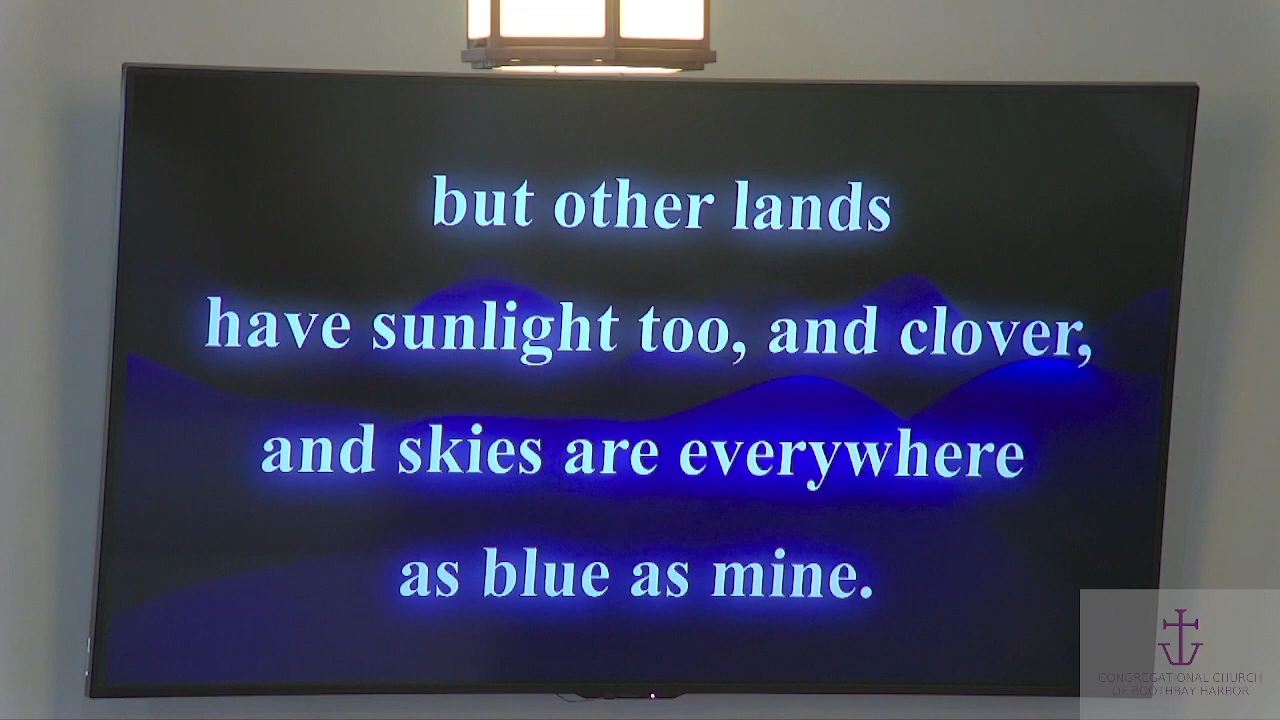 but other lands
have sunlight too, and clover,
and skies are everywhere
as blue as mine.
CONGREGATIONAL CHURCH
OF BOOTHBAY HARBOR